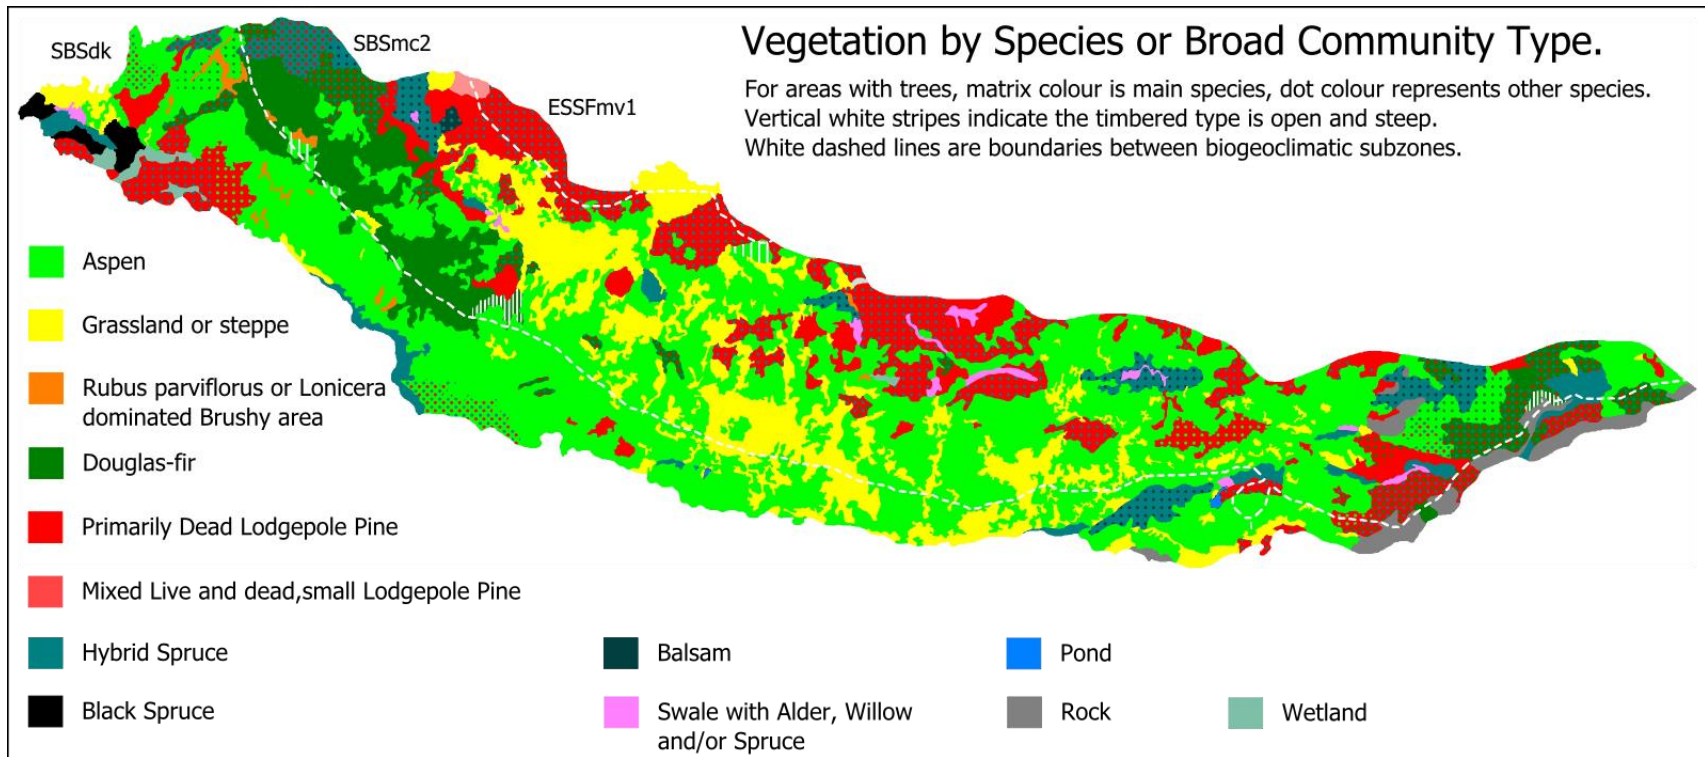 Vegetation by Species or Broad Community Type.
For areas with trees, matrix colour is main species, dot colour represents other species.
Vertical white stripes indicate the timbered type is open and steep.
White dashed lines are boundaries between biogeoclimatic subzones.
SBSdk
SBSmc2
ESSFmv1
Aspen
Grassland or steppe
Rubus parviflorus or Lonicera
dominated Brushy area
Douglas-fir
Primarily Dead Lodgepole Pine
Mixed Live and dead,small Lodgepole Pine
Hybrid Spruce
Black Spruce
Balsam
Swale with Alder, Willow
and/or Spruce
Pond
Rock
Wetland